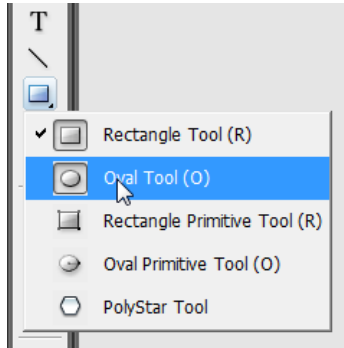 T
Rectangle Tool (R)
Oval Tool (O)
Rectangle Primitive Tool (R)
Oval Primitive Tool (O)
PolyStar Tool